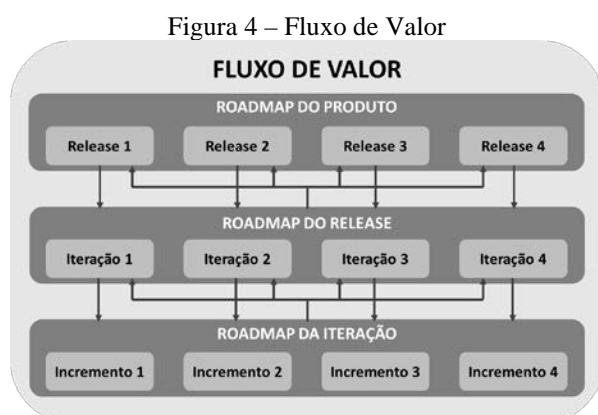 Figura 4 – Fluxo de Valor
FLUXO DE VALOR
ROADMAP DO PRODUTO
Release 1 Release 2 Release 3 Release 4
ROADMAP DO RELEASE
Iteração 1 Iteração 2 Iteração 3 Iteração 4
ROADMAP DA ITERAÇÃO
Incremento 1 Incremento 2 Incremento 3 Incremento 4